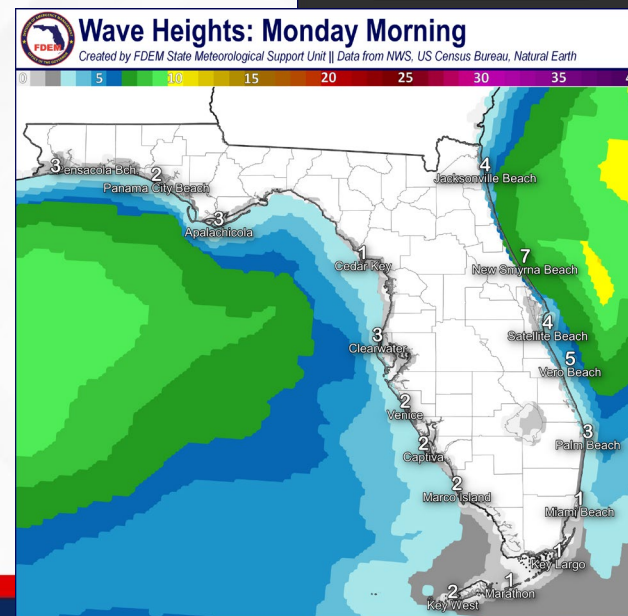 FDEM
Wave Heights: Monday Morning
Created by FDEM State Meteorological Support Unit || Data from NWS, US Census Bureau, Natural Earth
0 5 10 15 20 25 30 35
3
Pensacola Bch.
2
Panama City Beach
3
Apalachicola
4
Jacksonville Beach
1
Cedar Key
7
New Smyrna Beach
4
Satellite Beach
3
Clearwater
5
Vero Beach
2
Venice
3
Palm Beach
2
Captiva
2
Marco Island
1
Miami Beach
1
Key Largo
1
Marathon
2
Key West